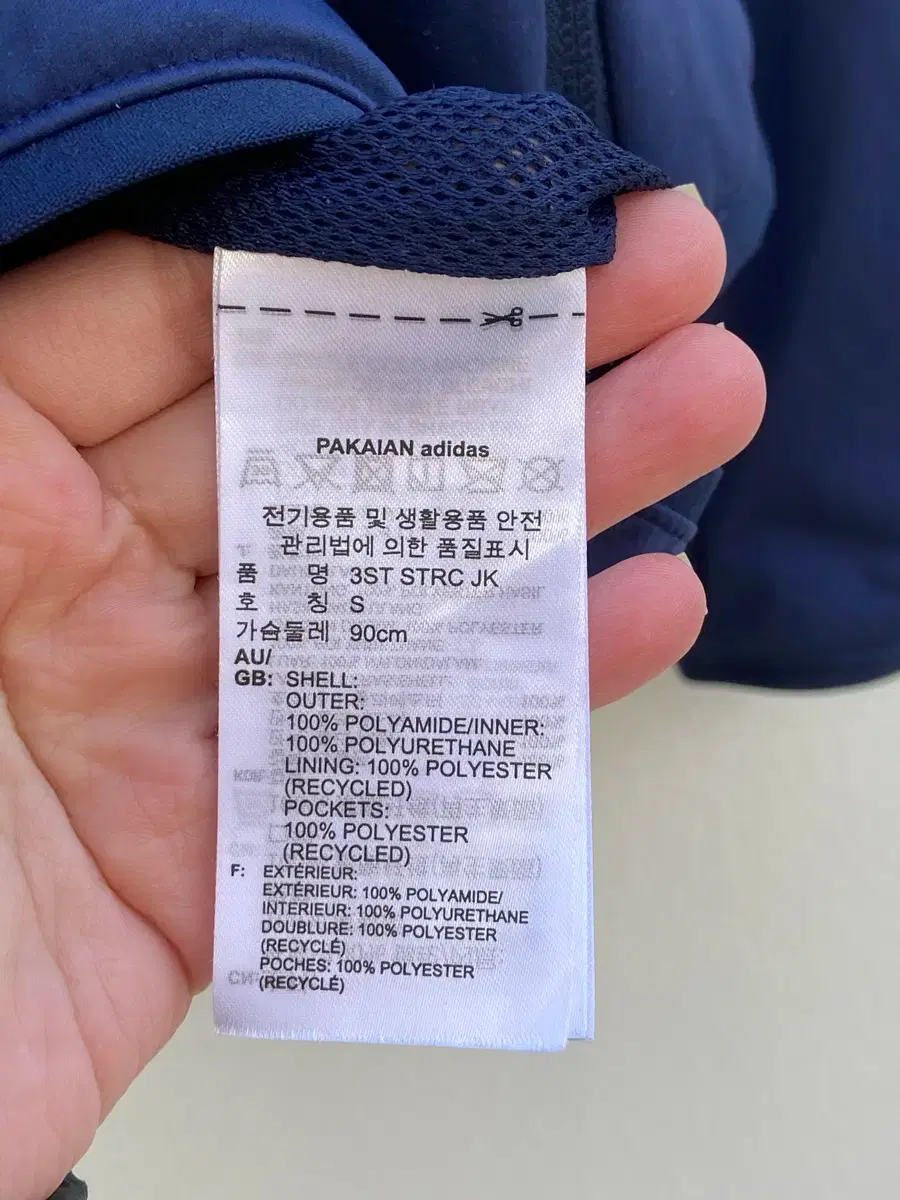 PAKAIAN adidas
전기용품 및 생활용품 안전
관리법에 의한 품질표시
품 명 3ST STRC JK
호 칭 S
가슴둘레 90cm
AU/
GB: SHELL:
OUTER:
100% POLYAMIDE/INNER:
100% POLYURETHANE
LINING: 100% POLYESTER
(RECYCLED)
POCKETS:
100% POLYESTER
(RECYCLED)
F: EXTÉRIEUR:
EXTÉRIEUR: 100% POLYAMIDE/
INTERIEUR: 100% POLYURETHANE
DOUBLURE: 100% POLYESTER
(RECYCLÉ)
POCHES: 100% POLYESTER
(RECYCLÉ)